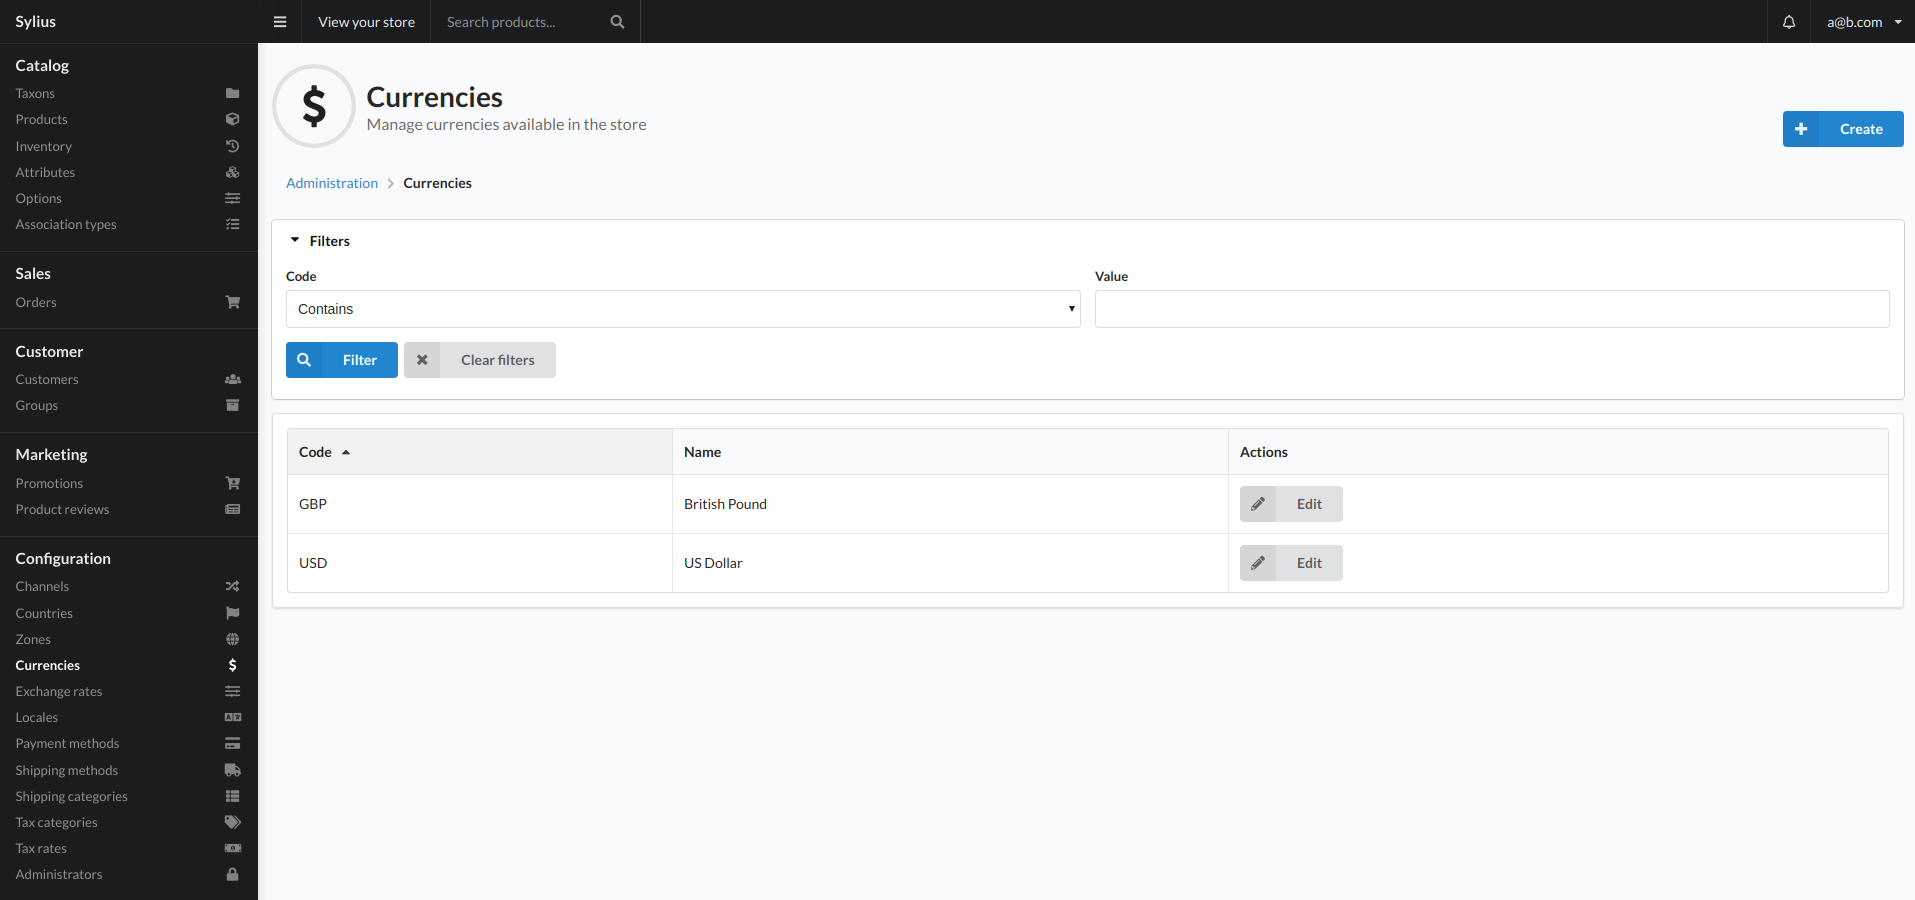 Sylius
View your store
Search products...
a@b.com
Catalog
Taxons
Products
Inventory
Attributes
Options
Association types
Sales
Orders
Customer
Customers
Groups
Marketing
Promotions
Product reviews
Configuration
Channels
Countries
Zones
Currencies
Exchange rates
Locales
Payment methods
Shipping methods
Shipping categories
Tax categories
Tax rates
Administrators
$
Currencies
Manage currencies available in the store
Create
Administration > Currencies
Filters
Code
Value
Contains
Filter
Clear filters
Code Name Actions
GBP British Pound Edit
USD US Dollar Edit